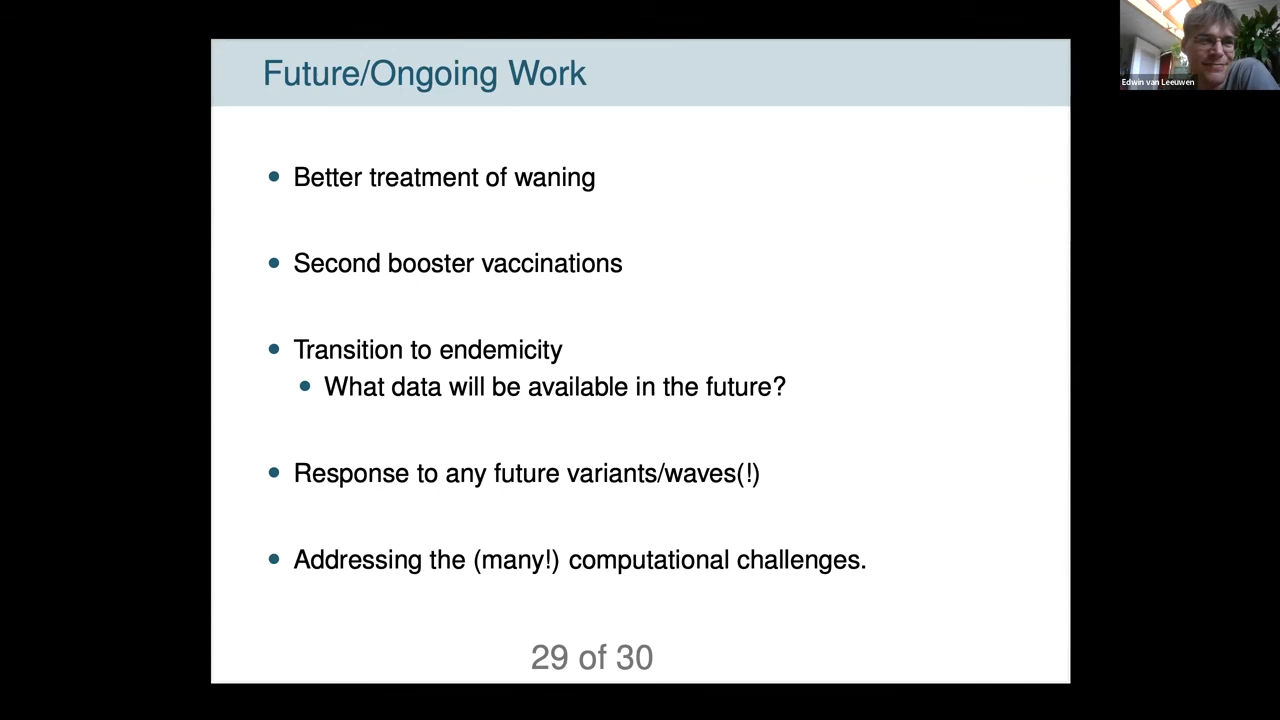 Future/Ongoing Work
Edwin van Leeuwen
• Better treatment of waning
• Second booster vaccinations
• Transition to endemicity
• What data will be available in the future?
• Response to any future variants/waves(!)
• Addressing the (many!) computational challenges.
29 of 30